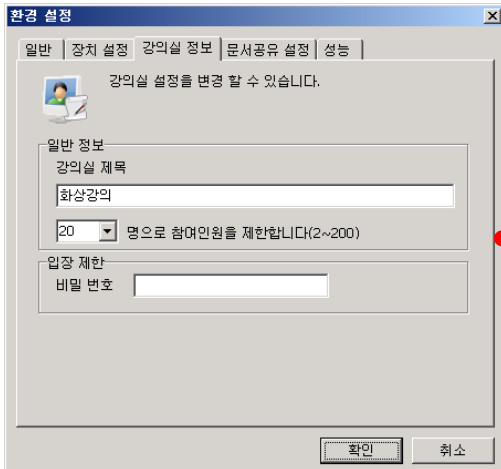 환경 설정
일반 장치 설정 강의실 정보 문서공유 설정 성능
강의실 설정을 변경 할 수 있습니다.
일반 정보
강의실 제목
화상강의
20 명으로 참여인원을 제한합니다(2~200)
입장 제한
비밀 번호
확인 취소